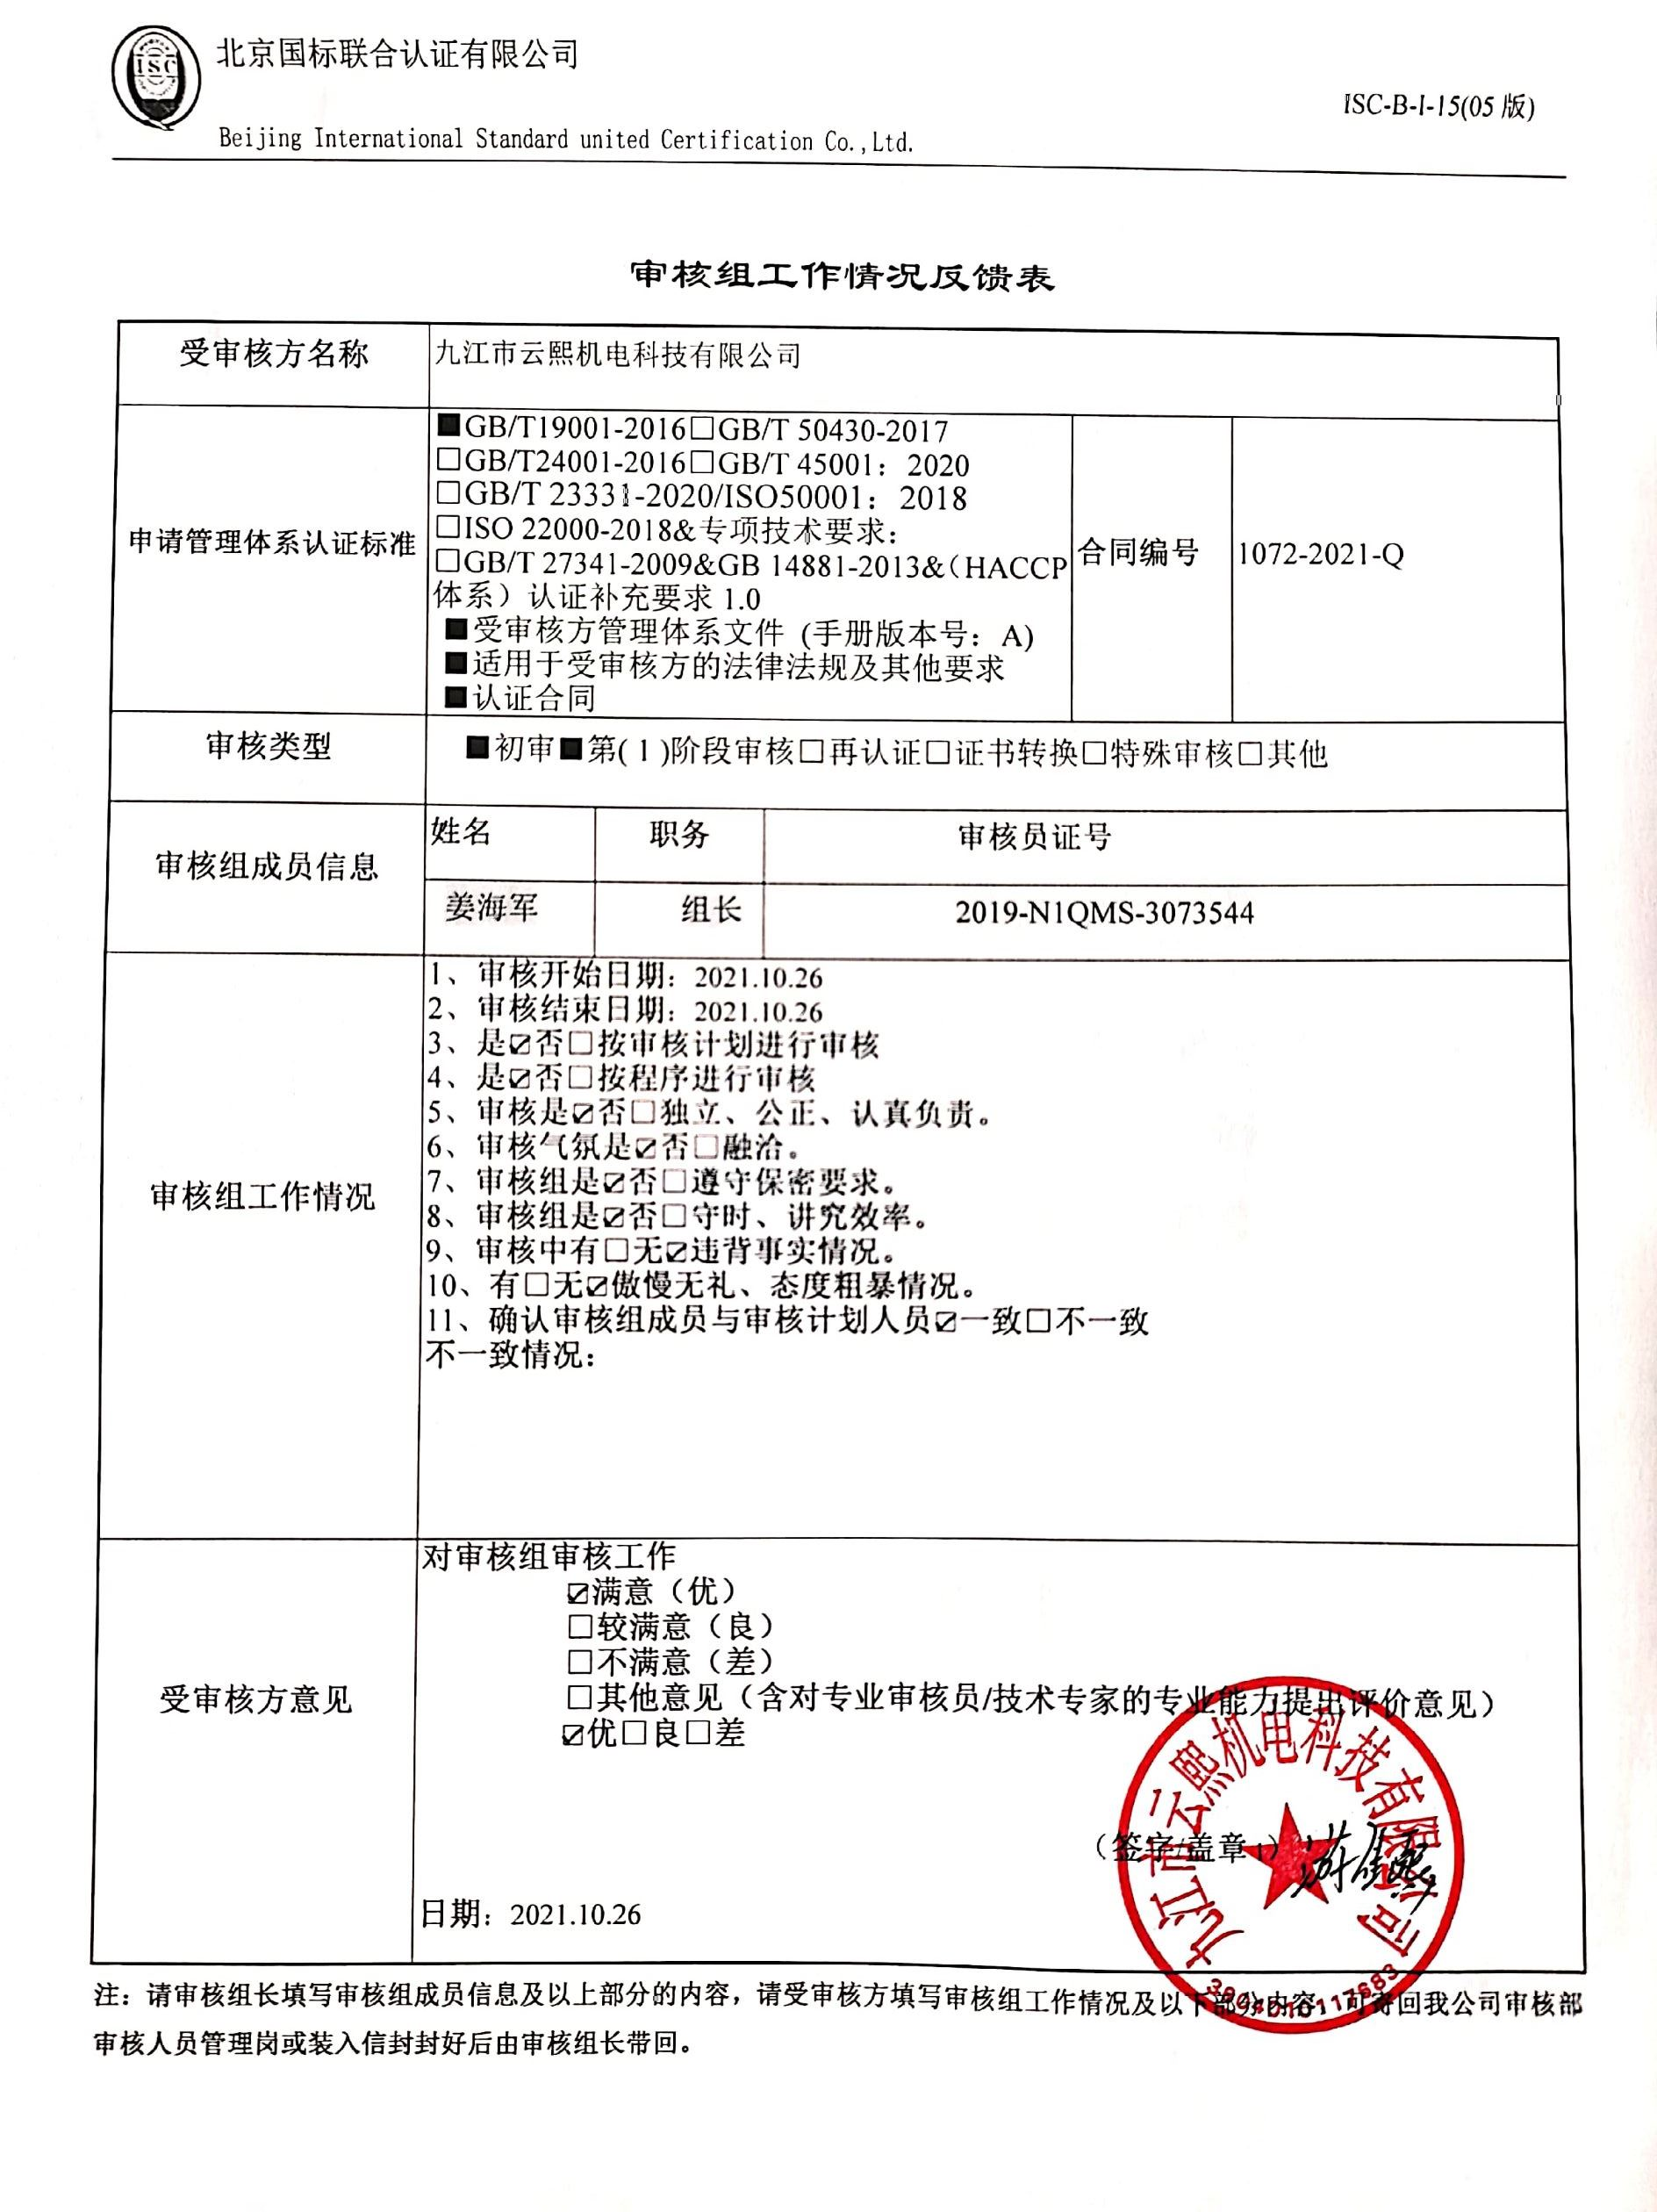 ISC
北京国标联合认证有限公司
ISC-B-I-15(05 版)
Beijing International Standard united Certification Co.,Ltd.
审核组工作情况反馈表
受审核方名称
九江市云熙机电科技有限公司
申请管理体系认证标准
■GB/T19001-2016□GB/T 50430-2017
□GB/T24001-2016□GB/T 45001：2020
□GB/T 23331-2020/ISO50001：2018
□ISO 22000-2018&专项技术要求:
□GB/T 27341-2009&GB 14881-2013&（HACCP
体系）认证补充要求 1.0
■受审核方管理体系文件 (手册版本号：A)
■适用于受审核方的法律法规及其他要求
■认证合同
合同编号
1072-2021-Q
审核类型
■初审■第( 1 )阶段审核□再认证□证书转换□特殊审核□其他
审核组成员信息
姓名 职务 审核员证号
姜海军 组长 2019-N1QMS-3073544
审核组工作情况
1、审核开始日期：2021.10.26
2、审核结束日期：2021.10.26
3、是☑否□按审核计划进行审核
4、是☑否□按程序进行审核
5、审核是☑否□独立、公正、认真负责。
6、审核气氛是☑否□融洽。
7、审核组是☑否□遵守保密要求。
8、审核组是☑否□守时、讲究效率。
9、审核中有□无☑违背事实情况。
10、有□无☑傲慢无礼、态度粗暴情况。
11、确认审核组成员与审核计划人员☑一致□不一致
不一致情况：
受审核方意见
对审核组审核工作
☑满意（优）
□较满意（良）
□不满意（差）
□其他意见（含对专业审核员/技术专家的专业能力提出评价意见）
☑优□良□差
九江市云熙机电科技有限公司
（签字/盖章）
日期：2021.10.26
注：请审核组长填写审核组成员信息及以上部分的内容，请受审核方填写审核组工作情况及以下部分内容，可寄回我公司审核部
审核人员管理岗或装入信封封好后由审核组长带回。